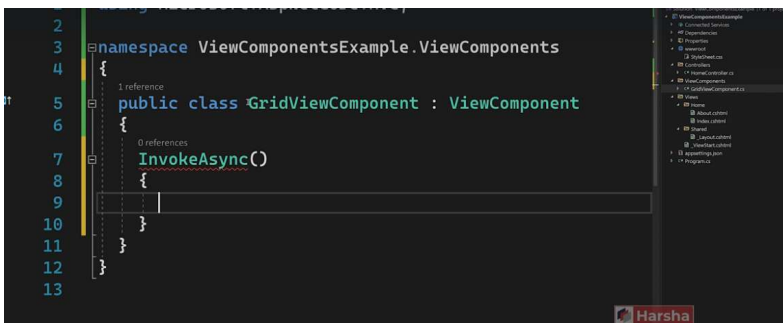 2
3 namespace ViewComponentsExample.ViewComponents
4 {
1 reference
5 public class GridViewComponent : ViewComponent
6 {
0 references
7 InvokeAsync()
8 {
9
10 }
11 }
12 }
13
ViewComponentsExample
Connected Services
Dependencies
Properties
wwwroot
StyleSheet.css
Controllers
C# HomeController.cs
ViewComponents
C# GridViewComponent.cs
Views
Home
About.cshtml
Index.cshtml
Shared
_Layout.cshtml
_ViewStart.cshtml
appsettings.json
C# Program.cs
Harsha